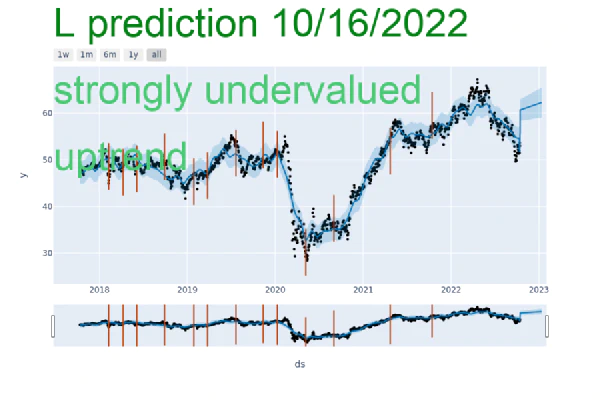 L prediction 10/16/2022
1w 1m 6m 1y all
strongly undervalued
60
uptrend
50
y
40
30
2018 2019 2020 2021 2022 2023
ds